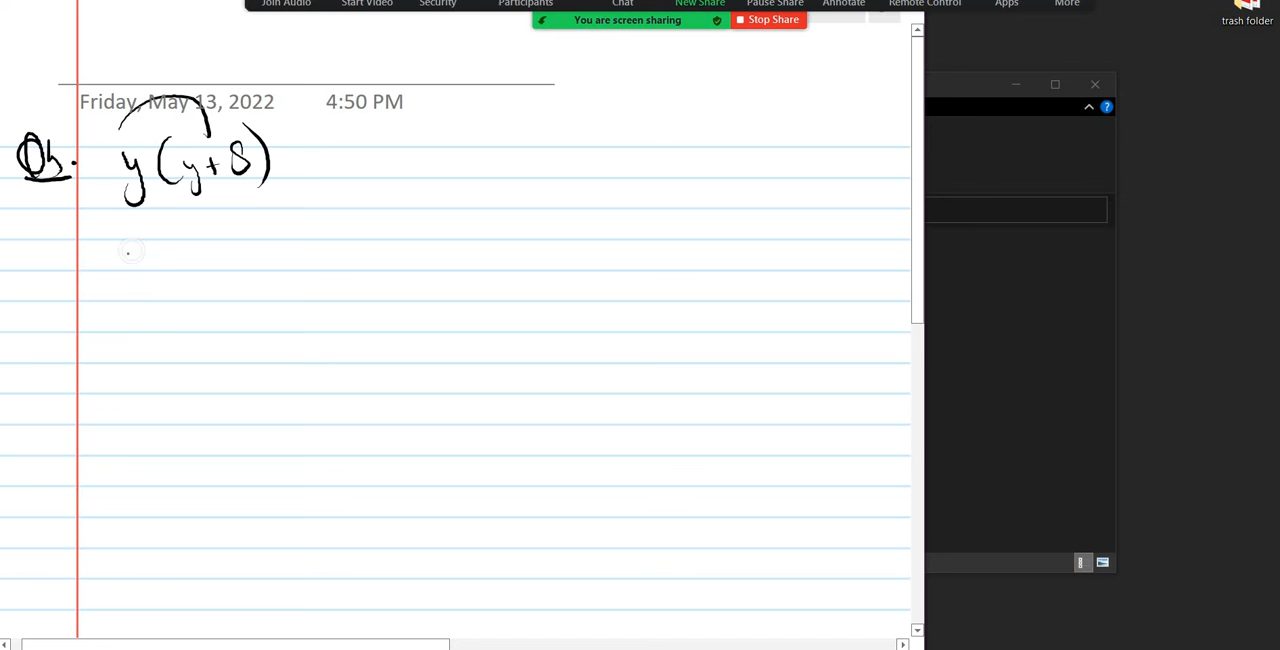 Join Audio Start Video Security Participants Chat New Share Pause Share Annotate Remote Control Apps More
You are screen sharing Stop Share
trash folder
Friday, May 13, 2022 4:50 PM
y(y+8)